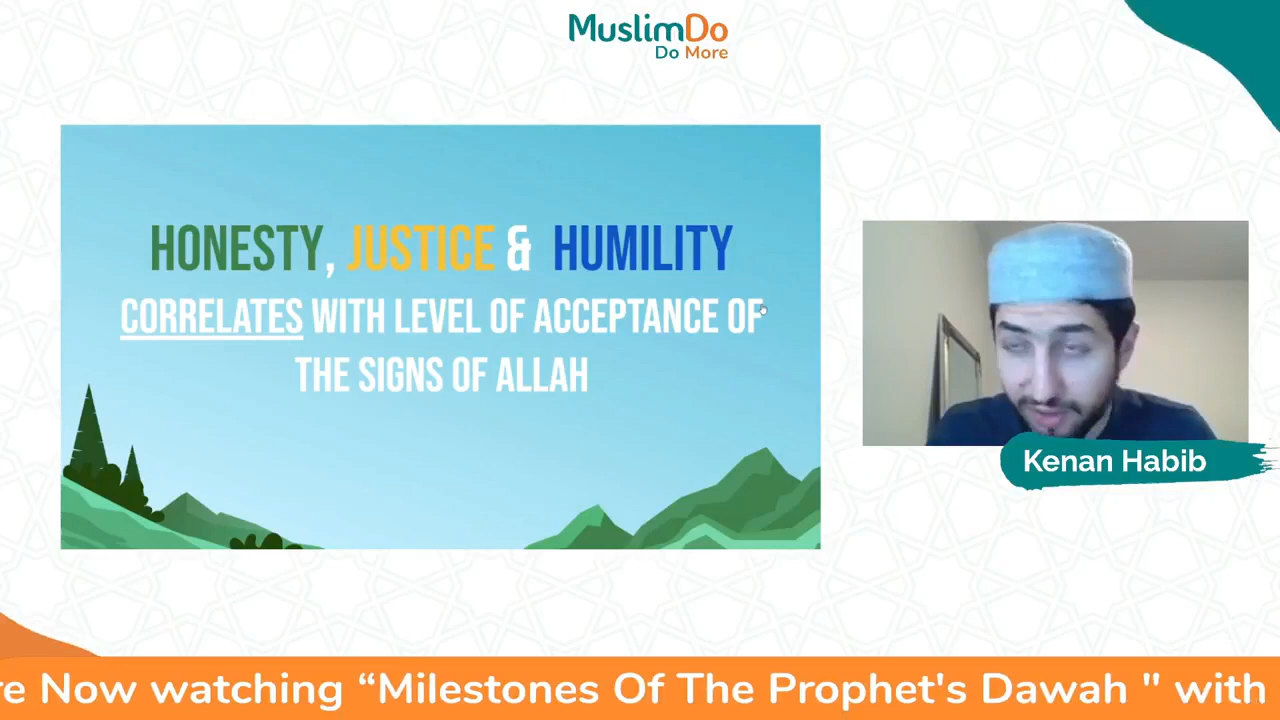 MuslimDo
Do More
HONESTY, JUSTICE & HUMILITY
CORRELATES WITH LEVEL OF ACCEPTANCE OF
THE SIGNS OF ALLAH
Kenan Habib
re Now watching “Milestones Of The Prophet's Dawah " with